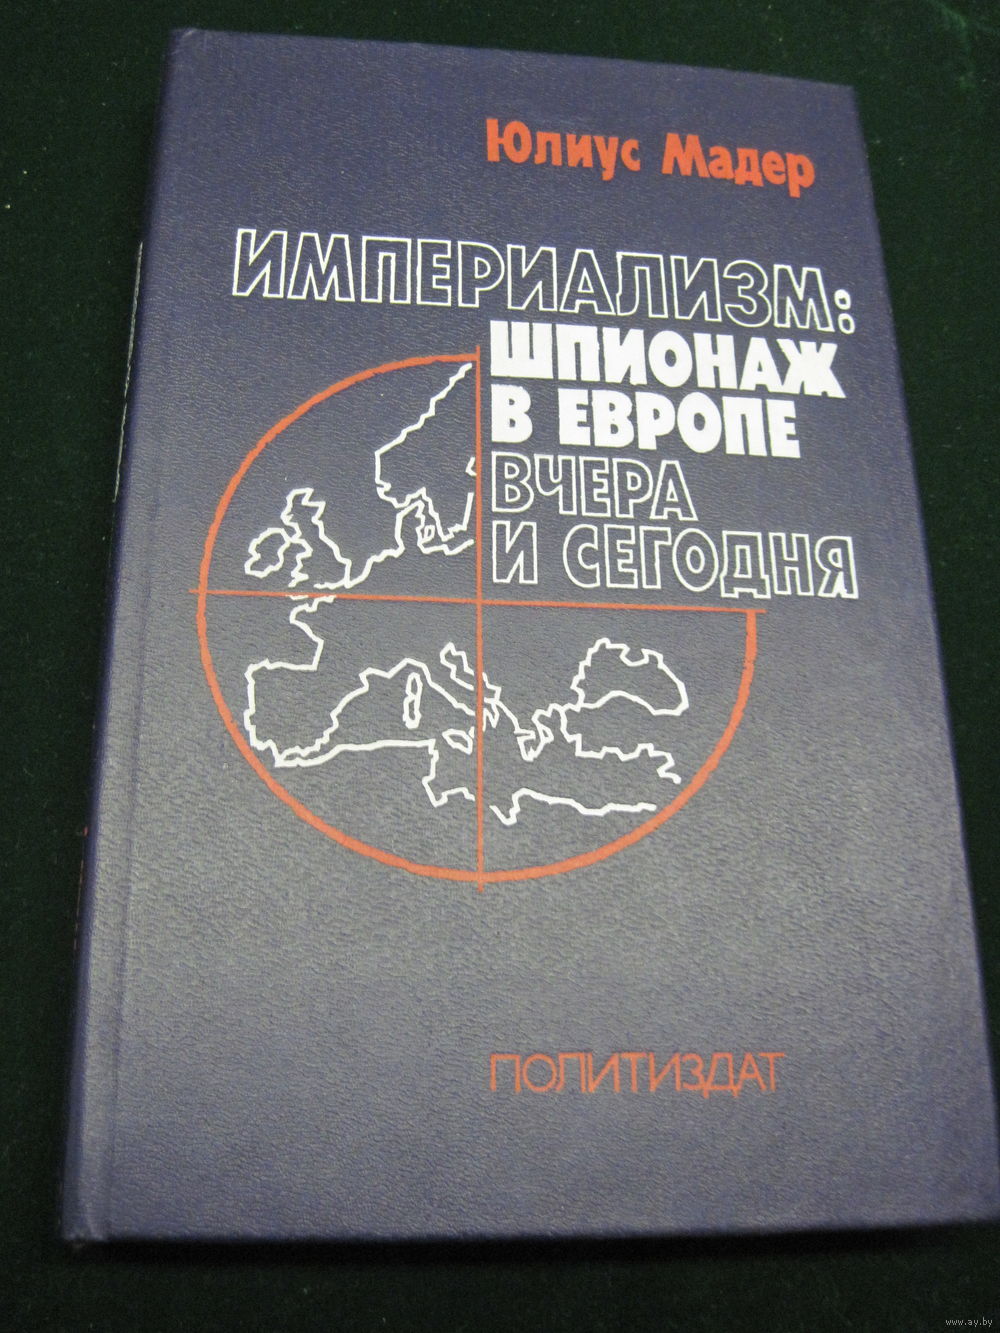 Юлиус Мадер
ИМПЕРИАЛИЗМ:
ШПИОНАЖ
В ЕВРОПЕ
ВЧЕРА
И СЕГОДНЯ
ПОЛИТИЗДАТ
www.ay.by